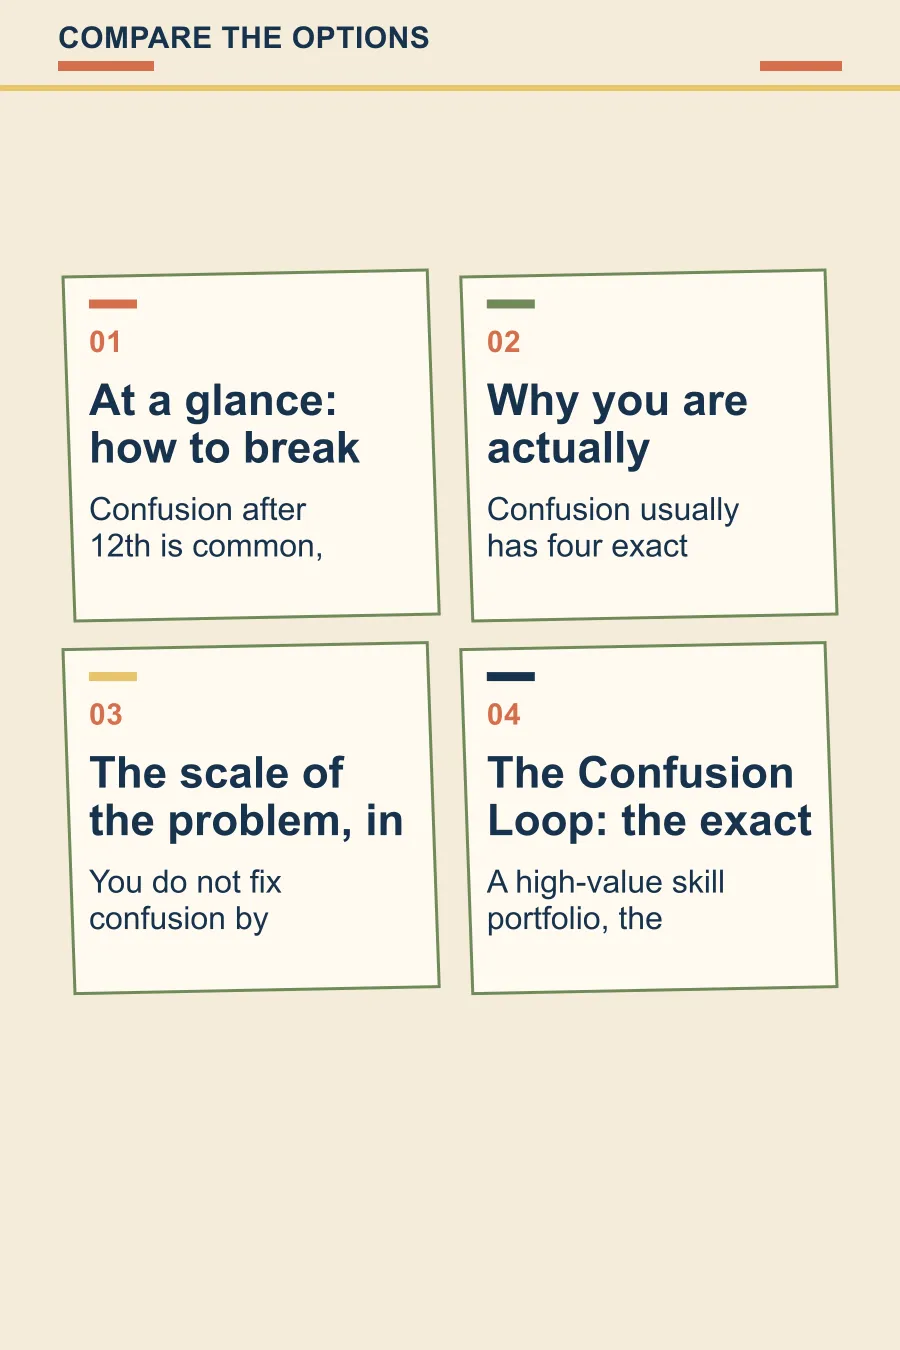 COMPARE THE OPTIONS
01
At a glance:
how to break
Confusion after
12th is common,
02
Why you are
actually
Confusion usually
has four exact
03
The scale of
the problem, in
You do not fix
confusion by
04
The Confusion
Loop: the exact
A high-value skill
portfolio, the